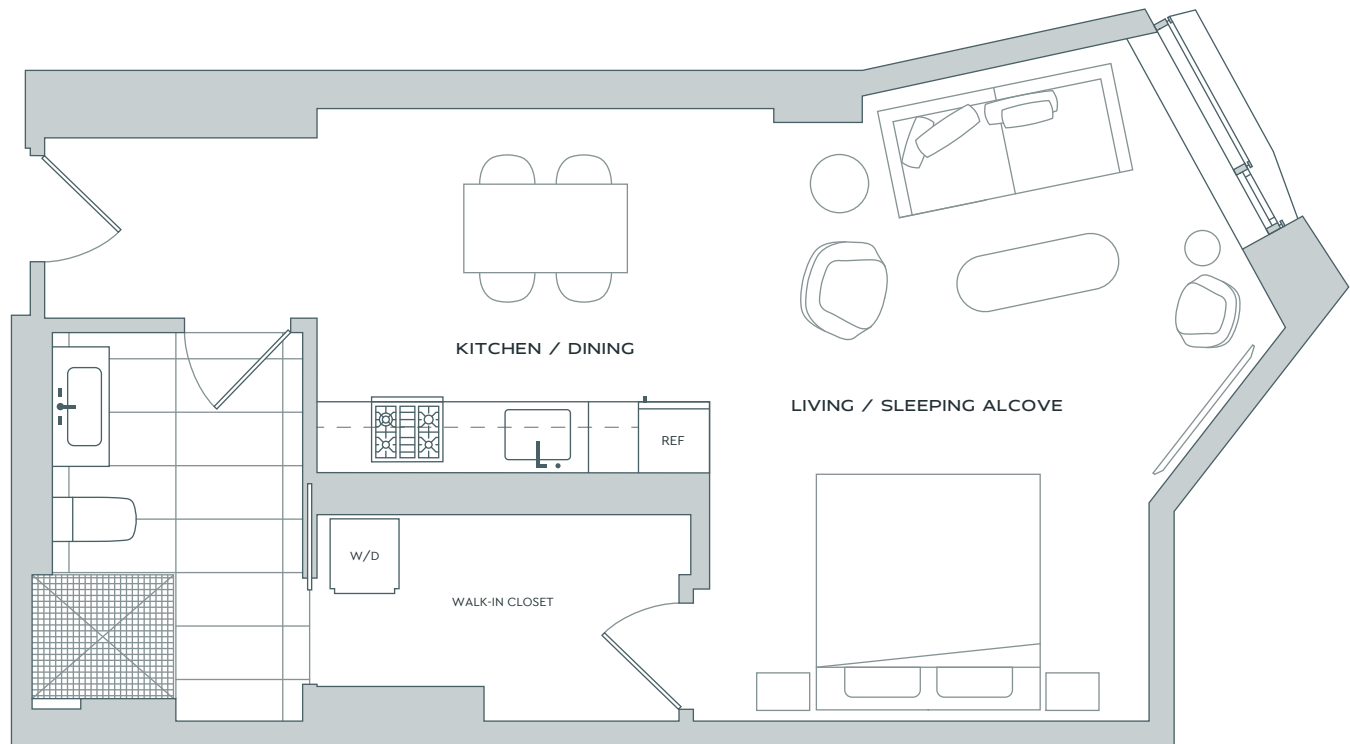 KITCHEN / DINING
LIVING / SLEEPING ALCOVE
REF
W/D
WALK-IN CLOSET